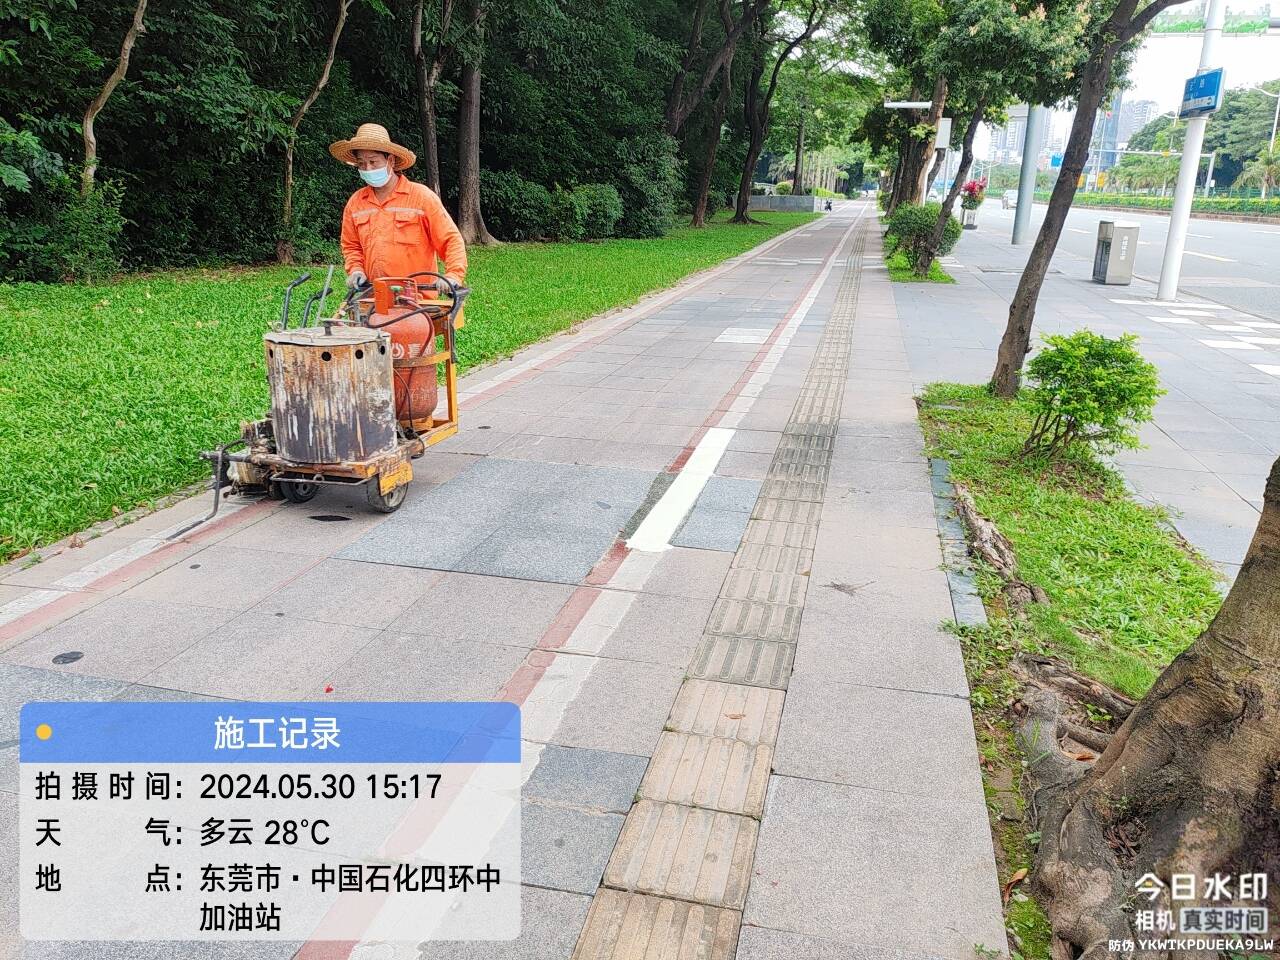 施工记录
拍摄时间：2024.05.30 15:17
天气：多云 28°C
地点：东莞市·中国石化四环中
加油站
今日水印
相机 真实时间
防伪 YKWTKPDUEKA9LW